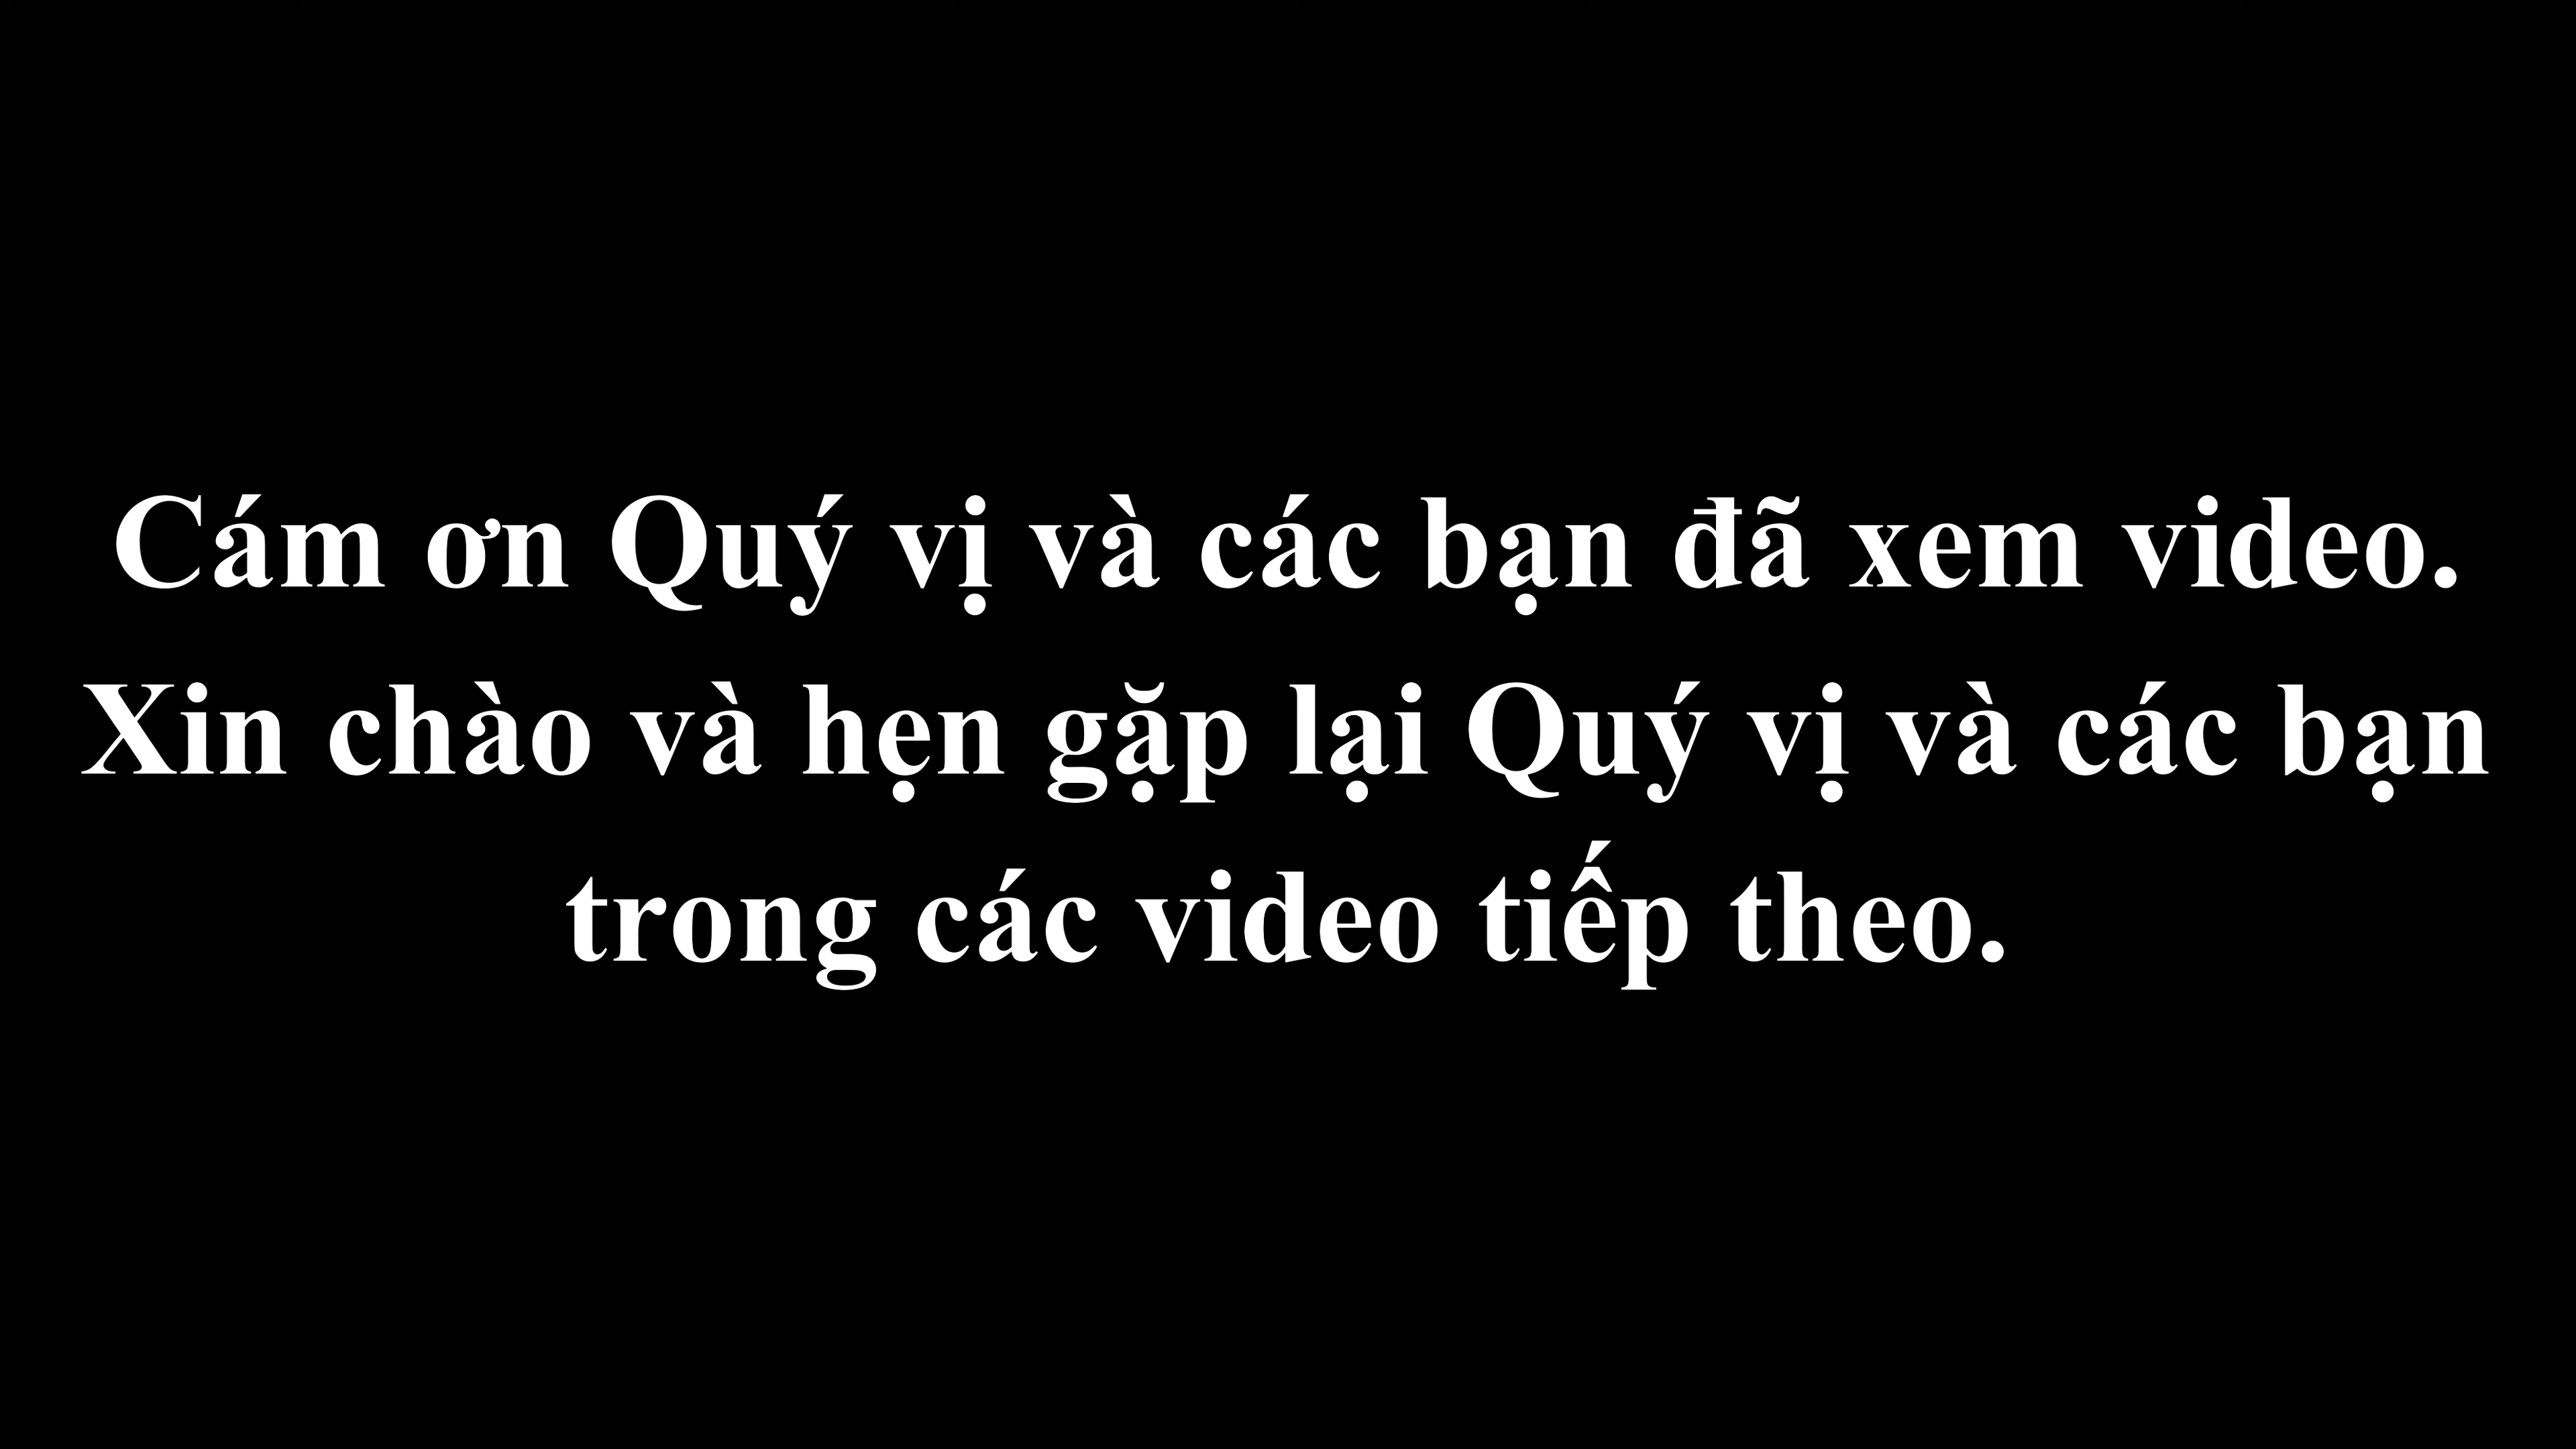 Cám ơn Quý vị và các bạn đã xem video.
Xin chào và hẹn gặp lại Quý vị và các bạn
trong các video tiếp theo.